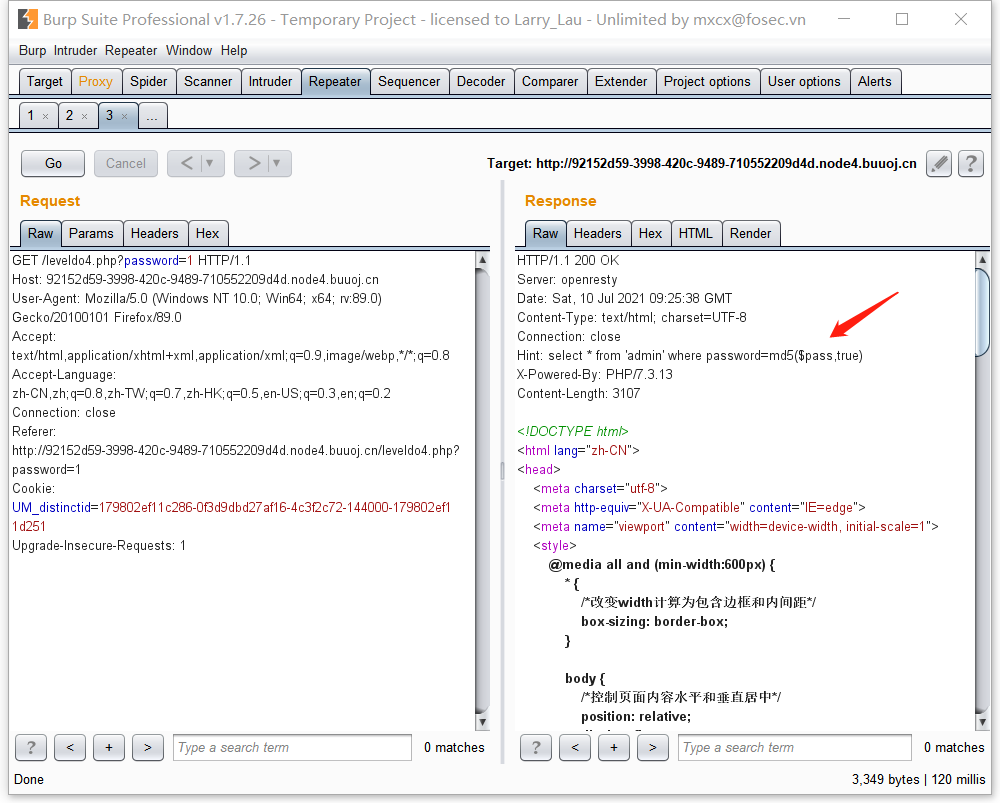 Burp Suite Professional v1.7.26 - Temporary Project - licensed to Larry_Lau - Unlimited by mxcx@fosec.vn
Burp Intruder Repeater Window Help
Target Proxy Spider Scanner Intruder Repeater Sequencer Decoder Comparer Extender Project options User options Alerts
1 × 2 × 3 × ...
Go Cancel < ▼ > ▼ Target: http://92152d59-3998-420c-9489-710552209d4d.node4.buuoj.cn ?
Request
Raw Params Headers Hex
GET /leveldo4.php?password=1 HTTP/1.1
Host: 92152d59-3998-420c-9489-710552209d4d.node4.buuoj.cn
User-Agent: Mozilla/5.0 (Windows NT 10.0; Win64; x64; rv:89.0)
Gecko/20100101 Firefox/89.0
Accept:
text/html,application/xhtml+xml,application/xml;q=0.9,image/webp,*/*;q=0.8
Accept-Language:
zh-CN,zh;q=0.8,zh-TW;q=0.7,zh-HK;q=0.5,en-US;q=0.3,en;q=0.2
Connection: close
Referer:
http://92152d59-3998-420c-9489-710552209d4d.node4.buuoj.cn/leveldo4.php?
password=1
Cookie:
UM_distinctid=179802ef11c286-0f3d9dbd27af16-4c3f2c72-144000-179802ef1
1d251
Upgrade-Insecure-Requests: 1
? < + > Type a search term 0 matches
Response
Raw Headers Hex HTML Render
HTTP/1.1 200 OK
Server: openresty
Date: Sat, 10 Jul 2021 09:25:38 GMT
Content-Type: text/html; charset=UTF-8
Connection: close
Hint: select * from 'admin' where password=md5($pass,true)
X-Powered-By: PHP/7.3.13
Content-Length: 3107
<!DOCTYPE html>
<html lang="zh-CN">
<head>
<meta charset="utf-8">
<meta http-equiv="X-UA-Compatible" content="IE=edge">
<meta name="viewport" content="width=device-width, initial-scale=1">
<style>
@media all and (min-width:600px) {
* {
/*改变width计算为包含边框和内间距*/
box-sizing: border-box;
}
body {
/*控制页面内容水平和垂直居中*/
position: relative;
? < + > Type a search term 0 matches
Done
3,349 bytes | 120 millis